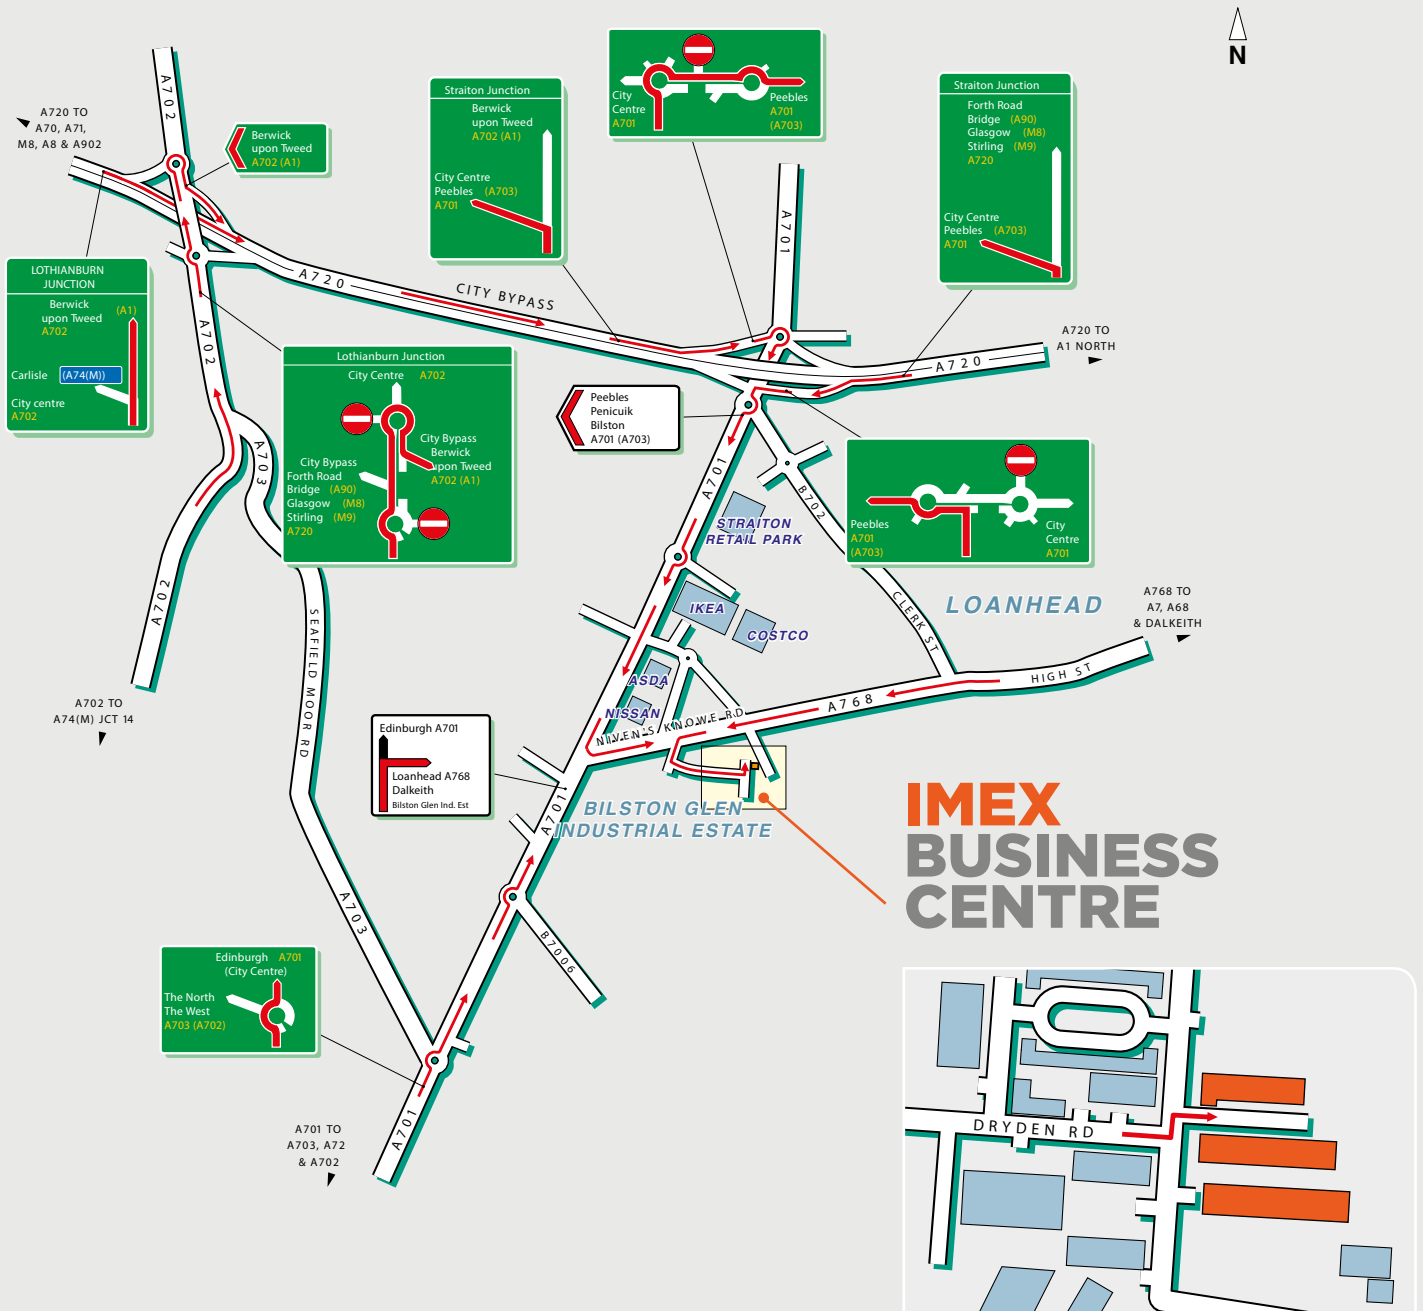 N
A720 TO
A70, A71,
M8, A8 & A902
A702
Berwick
upon Tweed
A702 (A1)
Straiton Junction
Berwick
upon Tweed
A702 (A1)
City Centre
Peebles (A703)
A701
City
Centre
A701
Peebles
A701
(A703)
Straiton Junction
Forth Road
Bridge (A90)
Glasgow (M8)
Stirling (M9)
A720
City Centre
Peebles (A703)
A701
A701
LOTHIANBURN
JUNCTION
Berwick (A1)
upon Tweed
A702
Carlisle (A74(M))
City centre
A702
A720
CITY BYPASS
A720
A720 TO
A1 NORTH
A702
Lothianburn Junction
City Centre A702
City Bypass
Berwick
upon Tweed
A702 (A1)
City Bypass
Forth Road
Bridge (A90)
Glasgow (M8)
Stirling (M9)
A720
A703
Peebles
Penicuik
Bilston
A701 (A703)
A701
B702
STRAITON
RETAIL PARK
Peebles
A701
(A703)
City
Centre
A701
A702
SEAFIELD MOOR RD
IKEA
COSTCO
CLERK ST
LOANHEAD
A768 TO
A7, A68
& DALKEITH
ASDA
NISSAN
NIVEN'S KNOWE RD
A768
HIGH ST
A702 TO
A74(M) JCT 14
Edinburgh A701
Loanhead A768
Dalkeith
Bilston Glen Ind. Est
A701
BILSTON GLEN
INDUSTRIAL ESTATE
IMEX
BUSINESS
CENTRE
A703
B7006
Edinburgh A701
(City Centre)
The North
The West
A703 (A702)
A701
A701 TO
A703, A72
& A702
DRYDEN RD